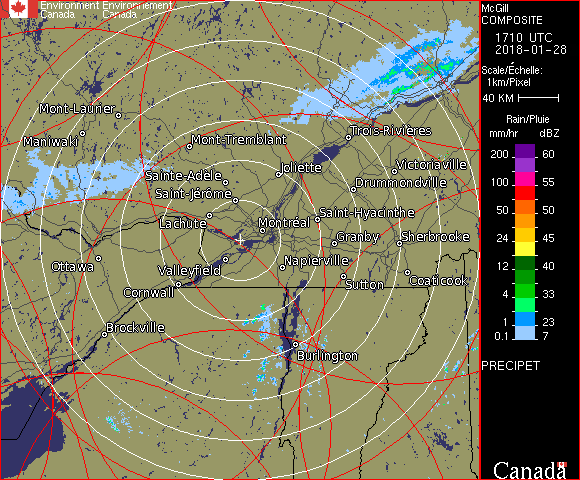 Environment Environnement
Canada Canada
McGill
COMPOSITE
1710 UTC
2018-01-28
Scale/Échelle:
1km/Pixel
40 KM
Rain/Pluie
mm/hr dBZ
200 60
100 55
50 50
24 45
12 40
4 33
1 23
0.1 7
PRECIPET
Canada
Mont-Laurier
Maniwaki
Mont-Tremblant
Trois-Rivières
Joliette
Victoriaville
Sainte-Adèle
Drummondville
Saint-Jérôme
Saint-Hyacinthe
Lachute
Montréal
Granby
Sherbrooke
Ottawa
Valleyfield
Napierville
Cornwall
Sutton
Coaticook
Brockville
Burlington